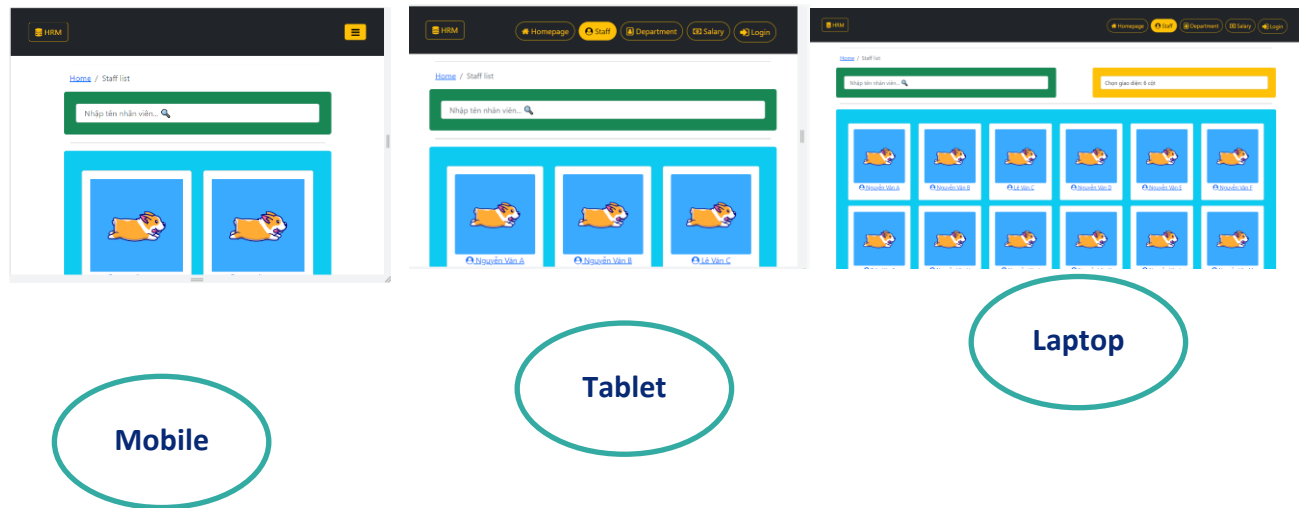 HRM
Home / Staff list
Nhập tên nhân viên...
Mobile
HRM
Homepage
Staff
Department
Salary
Login
Home / Staff list
Nhập tên nhân viên...
Nguyễn Văn A
Nguyễn Văn B
Lê Văn C
Tablet
HRM
Homepage
Staff
Department
Salary
Login
Home / Staff list
Nhập tên nhân viên...
Chọn giao diện: 6 cột
Nguyễn Văn A
Nguyễn Văn B
Lê Văn C
Nguyễn Văn D
Nguyễn Văn E
Nguyễn Văn F
Laptop